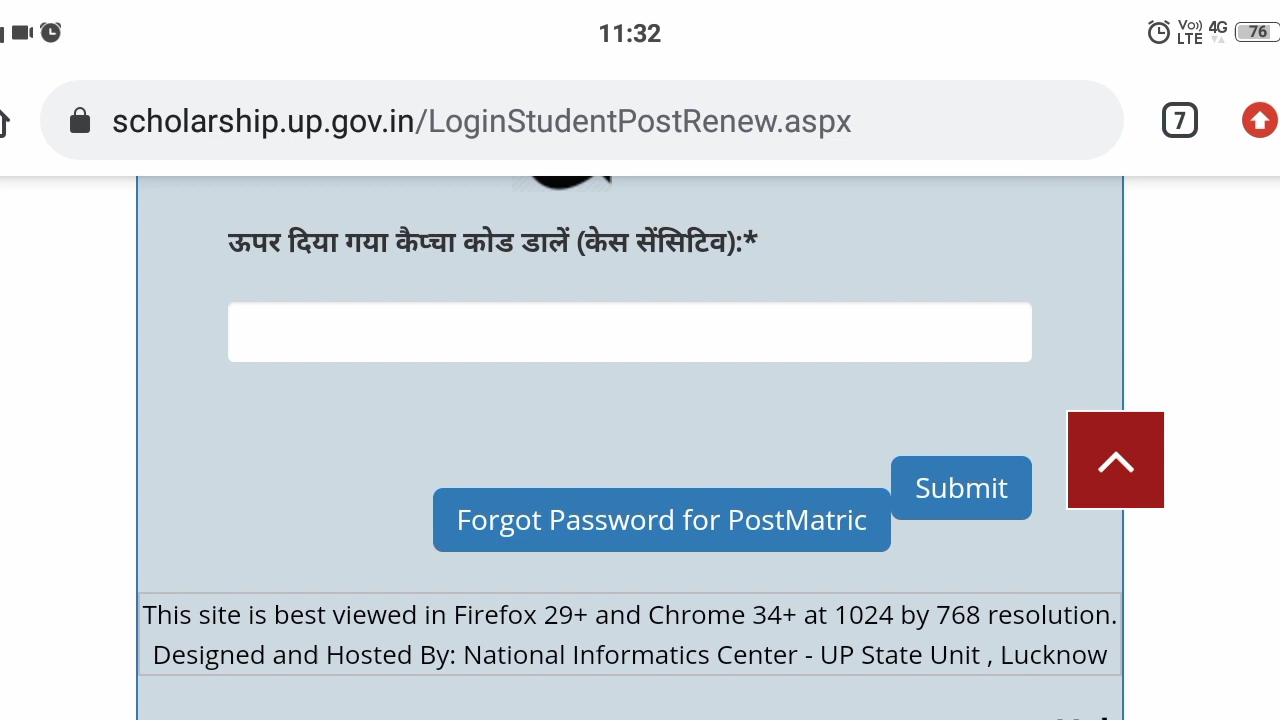 11:32
Vo)) 4G
LTE 76
scholarship.up.gov.in/LoginStudentPostRenew.aspx
7
ऊपर दिया गया कैप्चा कोड डालें (केस सेंसिटिव):*
Submit
Forgot Password for PostMatric
This site is best viewed in Firefox 29+ and Chrome 34+ at 1024 by 768 resolution.
Designed and Hosted By: National Informatics Center - UP State Unit , Lucknow